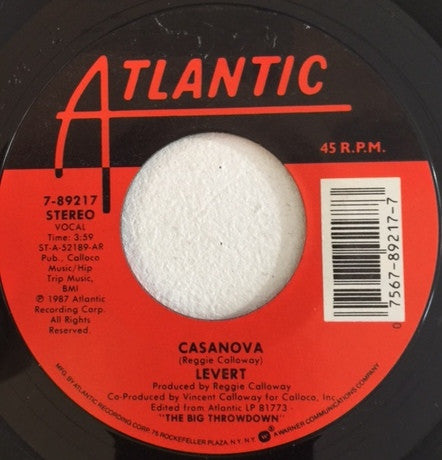 ATLANTIC
45 R.P.M.
7-89217
STEREO
VOCAL
Time: 3:59
ST-A-52189-AR
Pub., Calloco
Music/Hip
Trip Music,
BMI
℗ 1987 Atlantic
Recording Corp.
All Rights
Reserved.
0 7567-89217-7
CASANOVA
(Reggie Calloway)
LEVERT
Produced by Reggie Calloway
Co-Produced by Vincent Calloway for Calloco, Inc.
Edited from Atlantic LP 81773
"THE BIG THROWDOWN"
MFG. BY ATLANTIC RECORDING CORP. 75 ROCKEFELLER PLAZA, N.Y. N.Y. W A WARNER COMMUNICATIONS COMPANY